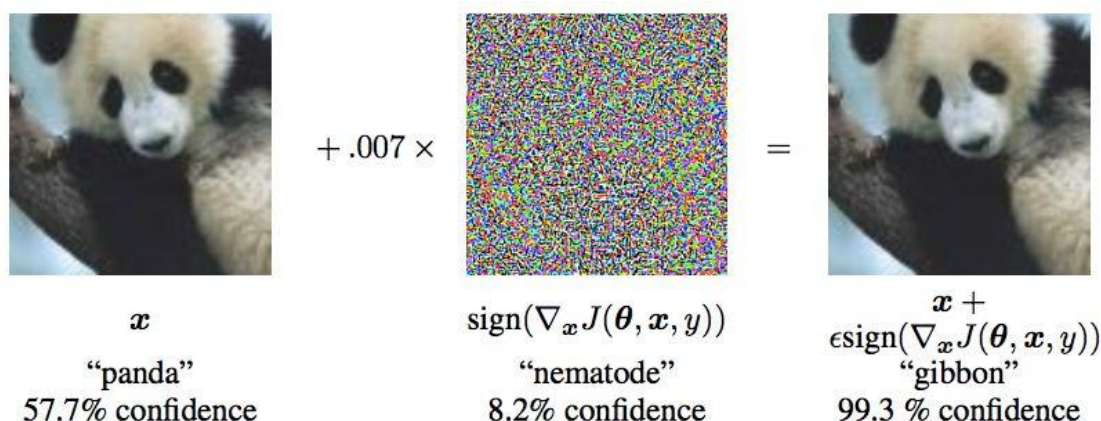 + .007 ×
=
x
“panda”
57.7% confidence
sign(∇ₓJ(θ, x, y))
“nematode”
8.2% confidence
x +
ϵsign(∇ₓJ(θ, x, y))
“gibbon”
99.3 % confidence